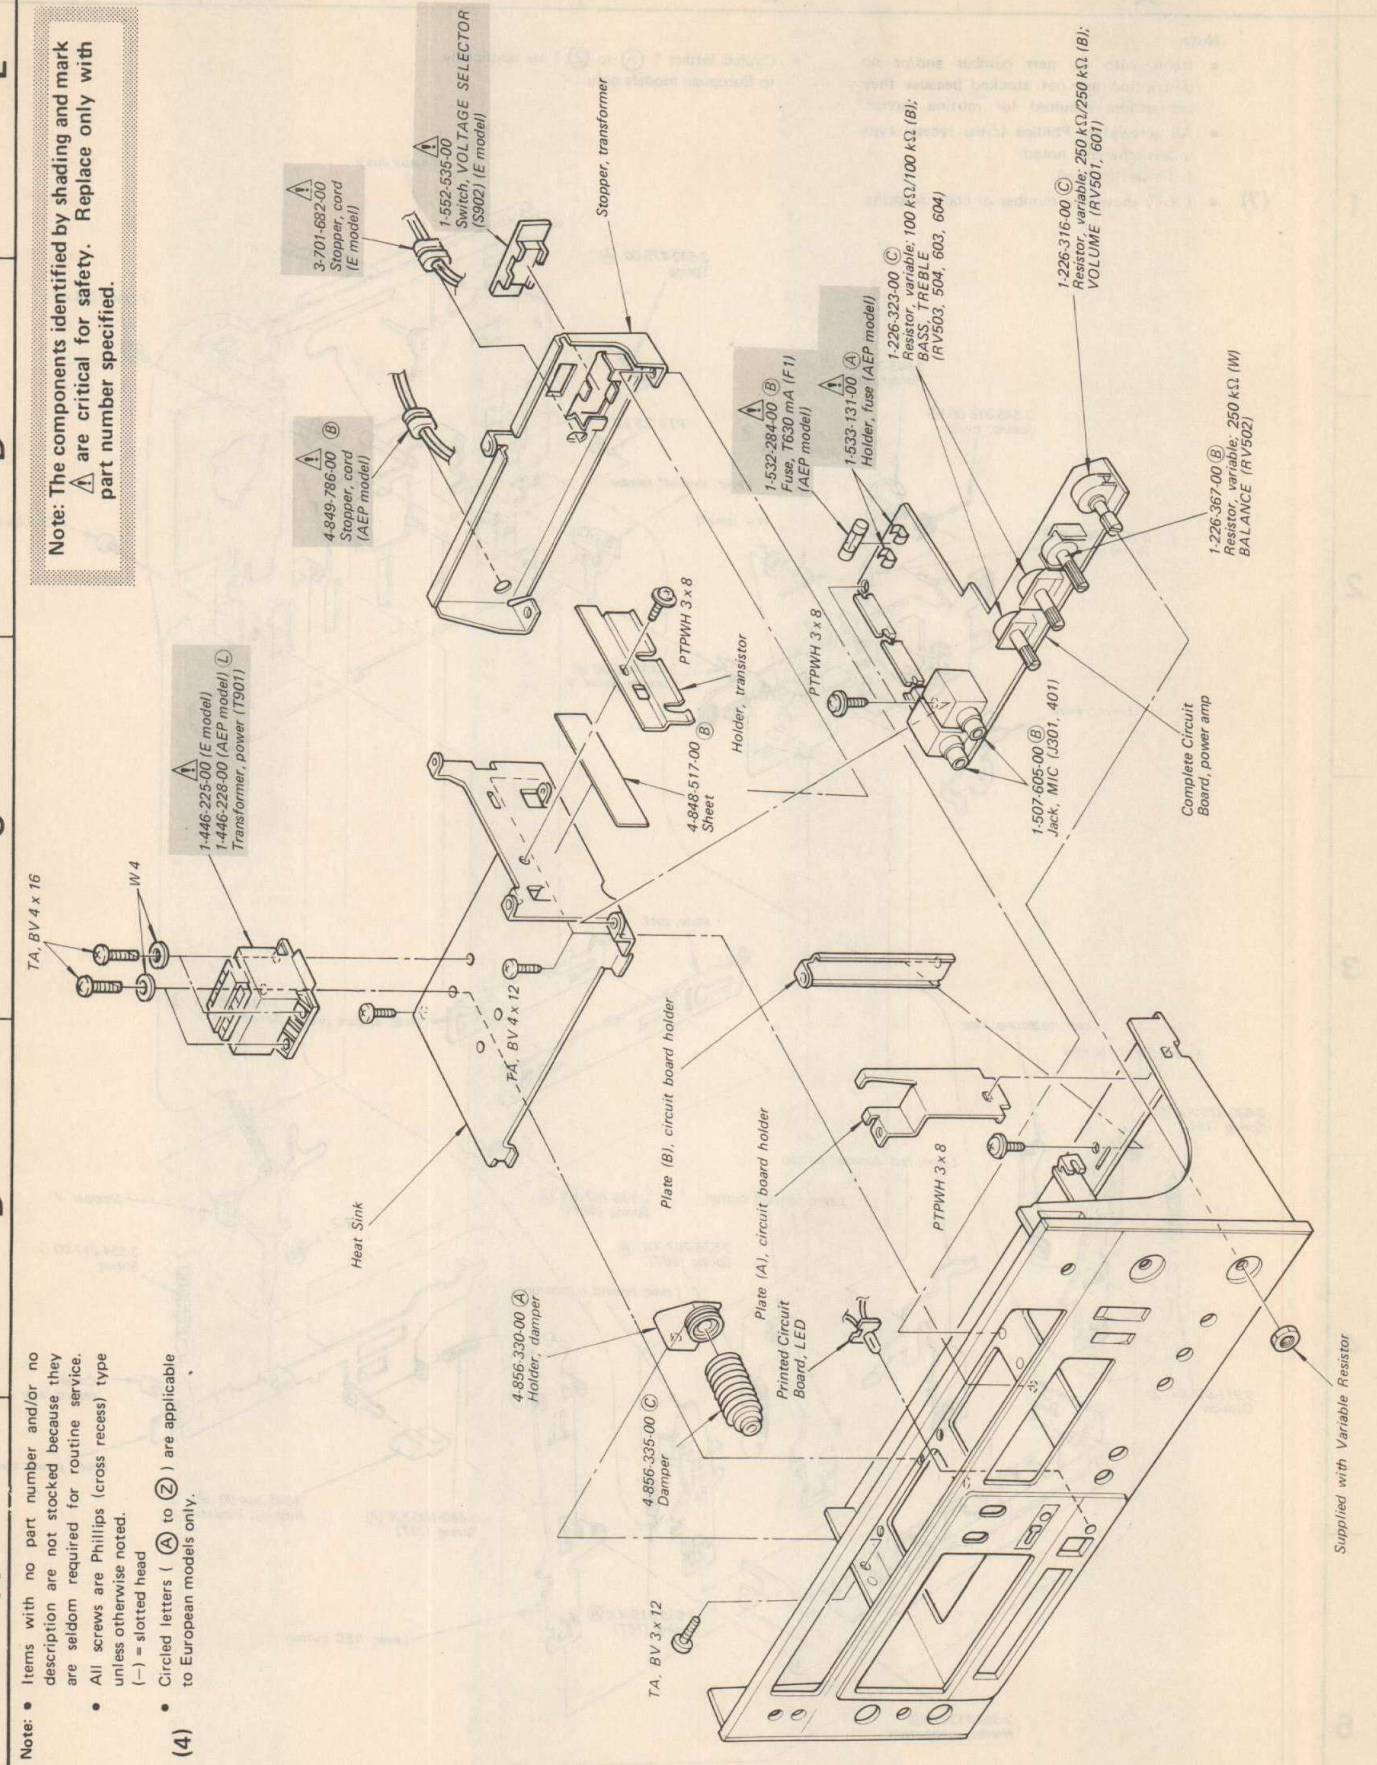 Note: • Items with no part number and/or no
description are not stocked because they
are seldom required for routine service.
• All screws are Phillips (cross recess) type
unless otherwise noted.
(—) = slotted head
• Circled letters ( Ⓐ to Ⓩ ) are applicable
to European models only.
(4)
Note: The components identified by shading and mark
⚠ are critical for safety. Replace only with
part number specified.
TA, BV 4 x 16
W 4
⚠
1-446-225-00 (E model)
1-446-228-00 (AEP model) Ⓛ
Transformer, power (T901)
⚠
4-849-786-00 Ⓑ
Stopper, cord
(AEP model)
⚠
3-701-682-00
Stopper, cord
(E model)
⚠
1-552-535-00
Switch, VOLTAGE SELECTOR
(S902) (E model)
Stopper, transformer
Heat Sink
TA, BV 4 x 12
4-848-517-00 Ⓑ
Sheet
PTPWH 3 x 8
Holder, transistor
⚠
1-532-284-00 Ⓑ
Fuse, T630 mA (F1)
(AEP model)
⚠
1-533-131-00 Ⓐ
Holder, fuse (AEP model)
1-226-323-00 Ⓒ
Resistor, variable; 100 kΩ/100 kΩ (B);
BASS, TREBLE
(RV503, 504, 603, 604)
1-226-316-00 Ⓒ
Resistor, variable; 250 kΩ/250 kΩ (B);
VOLUME (RV501, 601)
PTPWH 3 x 8
1-507-605-00 Ⓑ
Jack, MIC (J301, 401)
1-226-367-00 Ⓑ
Resistor, variable; 250 kΩ (W)
BALANCE (RV502)
Complete Circuit
Board, power amp
4-856-330-00 Ⓐ
Holder, damper
4-856-335-00 Ⓒ
Damper
Plate (B), circuit board holder
Plate (A), circuit board holder
Printed Circuit
Board, LED
PTPWH 3 x 8
TA, BV 3 x 12
Supplied with Variable Resistor